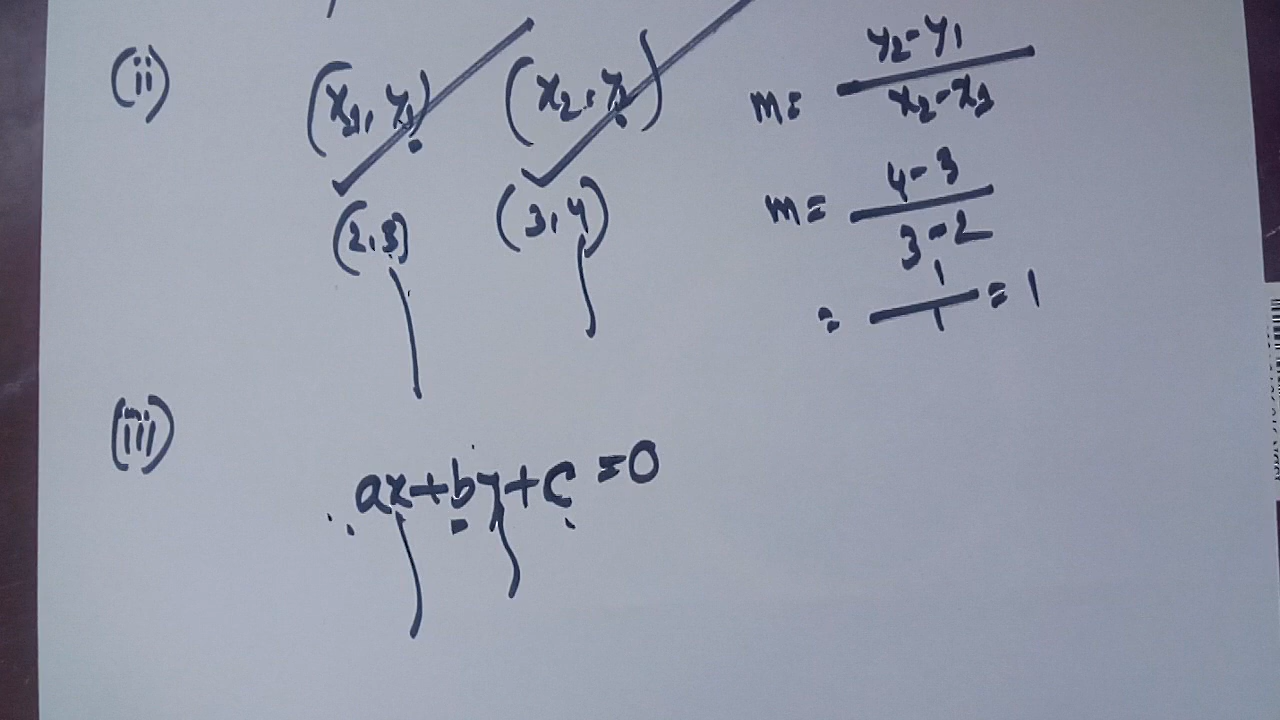 (ii) (x₁, y₁) (x₂, y₂) m = y₂-y₁ / x₂-x₁
(2,3) (3,4) m = 4-3 / 3-2
= 1/1 = 1
(iii)
ax+by+c=0